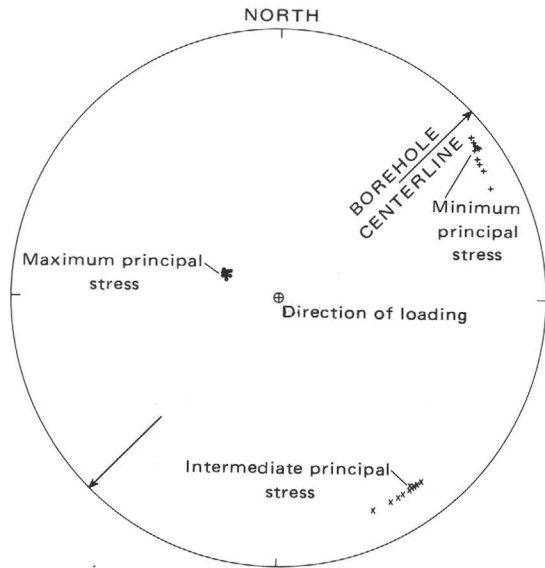 NORTH
BOREHOLE
CENTERLINE
Minimum
principal
stress
Maximum principal
stress
Direction of loading
Intermediate principal
stress